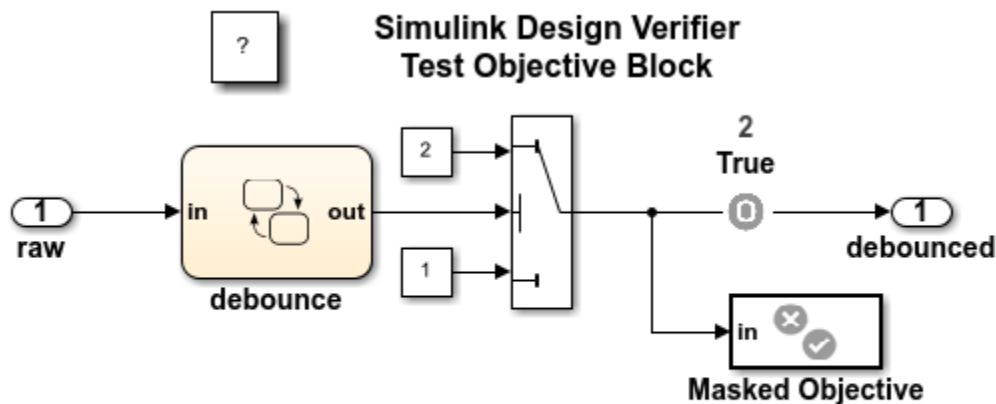 ?
Simulink Design Verifier
Test Objective Block
2
2
True
1
raw
in
out
debounce
1
1
debounced
in
Masked Objective